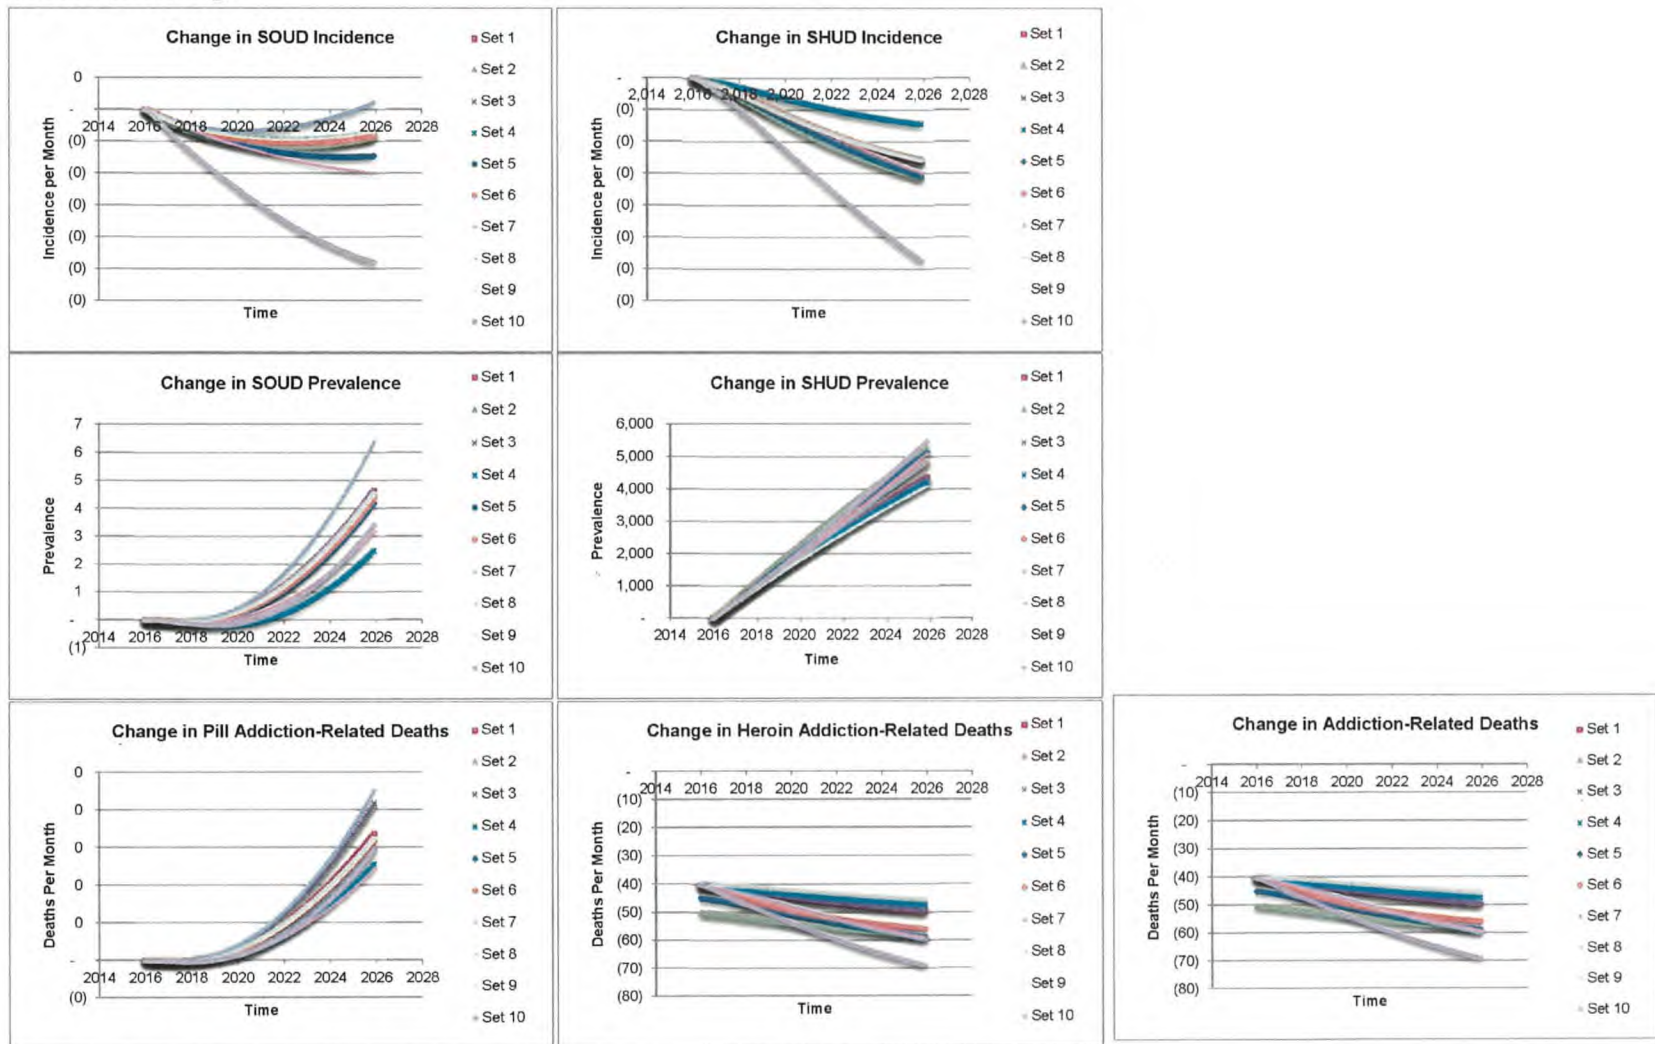 Change in SOUD Incidence
0
-
(0)
(0)
(0)
(0)
(0)
(0)
2014 2016 2018 2020 2022 2024 2026 2028
Incidence per Month
Time
Set 1
Set 2
Set 3
Set 4
Set 5
Set 6
Set 7
Set 8
Set 9
Set 10
Change in SHUD Incidence
-
(0)
(0)
(0)
(0)
(0)
(0)
(0)
2,014 2,016 2,018 2,020 2,022 2,024 2,026 2,028
Incidence per Month
Time
Set 1
Set 2
Set 3
Set 4
Set 5
Set 6
Set 7
Set 8
Set 9
Set 10
Change in SOUD Prevalence
7
6
5
4
3
2
1
-
(1)
2014 2016 2018 2020 2022 2024 2026 2028
Prevalence
Time
Set 1
Set 2
Set 3
Set 4
Set 5
Set 6
Set 7
Set 8
Set 9
Set 10
Change in SHUD Prevalence
6,000
5,000
4,000
3,000
2,000
1,000
-
2014 2016 2018 2020 2022 2024 2026 2028
Prevalence
Time
Set 1
Set 2
Set 3
Set 4
Set 5
Set 6
Set 7
Set 8
Set 9
Set 10
Change in Pill Addiction-Related Deaths
0
0
0
0
0
-
(0)
2014 2016 2018 2020 2022 2024 2026 2028
Deaths Per Month
Time
Set 1
Set 2
Set 3
Set 4
Set 5
Set 6
Set 7
Set 8
Set 9
Set 10
Change in Heroin Addiction-Related Deaths
-
(10)
(20)
(30)
(40)
(50)
(60)
(70)
(80)
2014 2016 2018 2020 2022 2024 2026 2028
Deaths Per Month
Time
Set 1
Set 2
Set 3
Set 4
Set 5
Set 6
Set 7
Set 8
Set 9
Set 10
Change in Addiction-Related Deaths
-
(10)
(20)
(30)
(40)
(50)
(60)
(70)
(80)
2014 2016 2018 2020 2022 2024 2026 2028
Deaths Per Month
Time
Set 1
Set 2
Set 3
Set 4
Set 5
Set 6
Set 7
Set 8
Set 9
Set 10